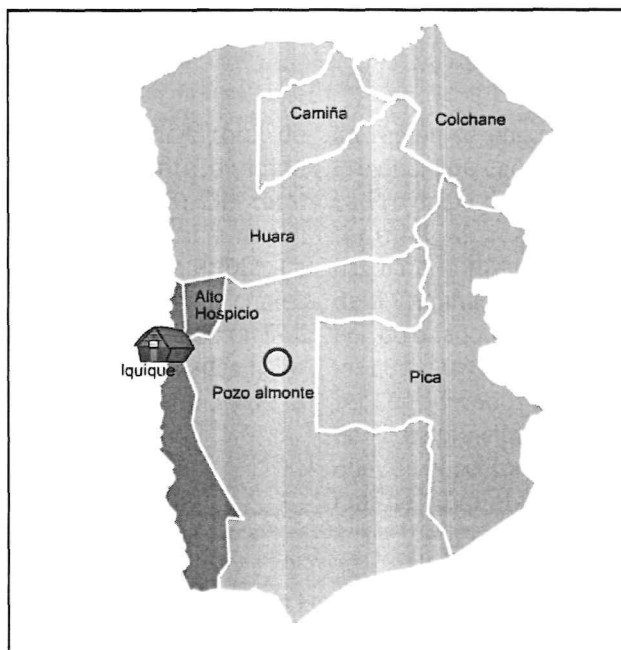 Camiña
Colchane
Huara
Alto
Hospicio
Iquique
Pozo almonte
Pica